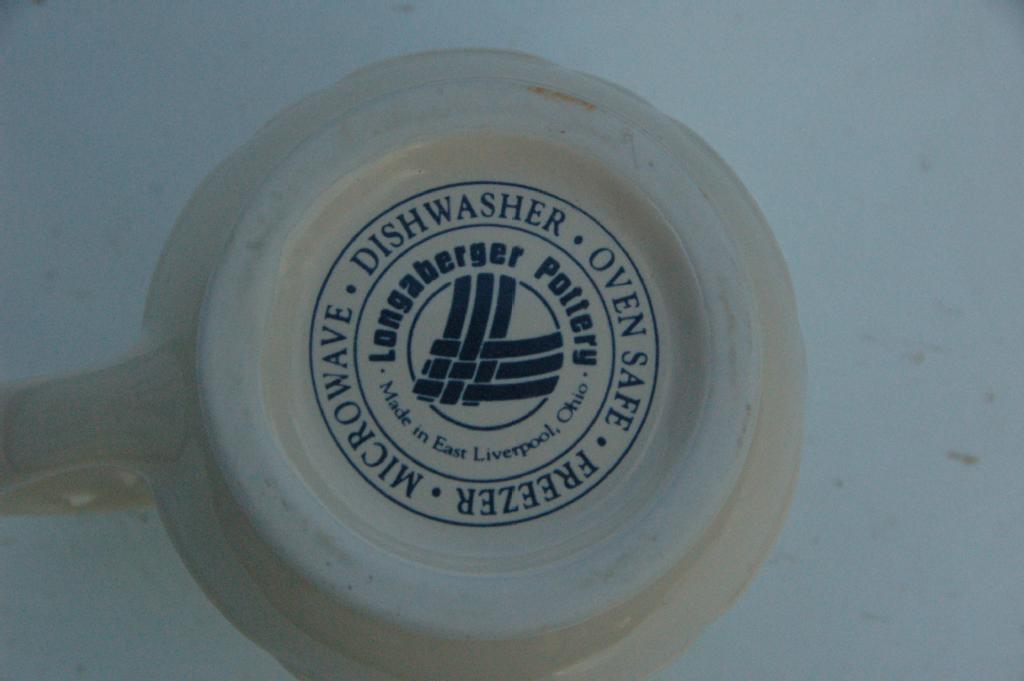 MICROWAVE • DISHWASHER • OVEN SAFE • FREEZER •
Longaberger Pottery
· Made in East Liverpool, Ohio ·